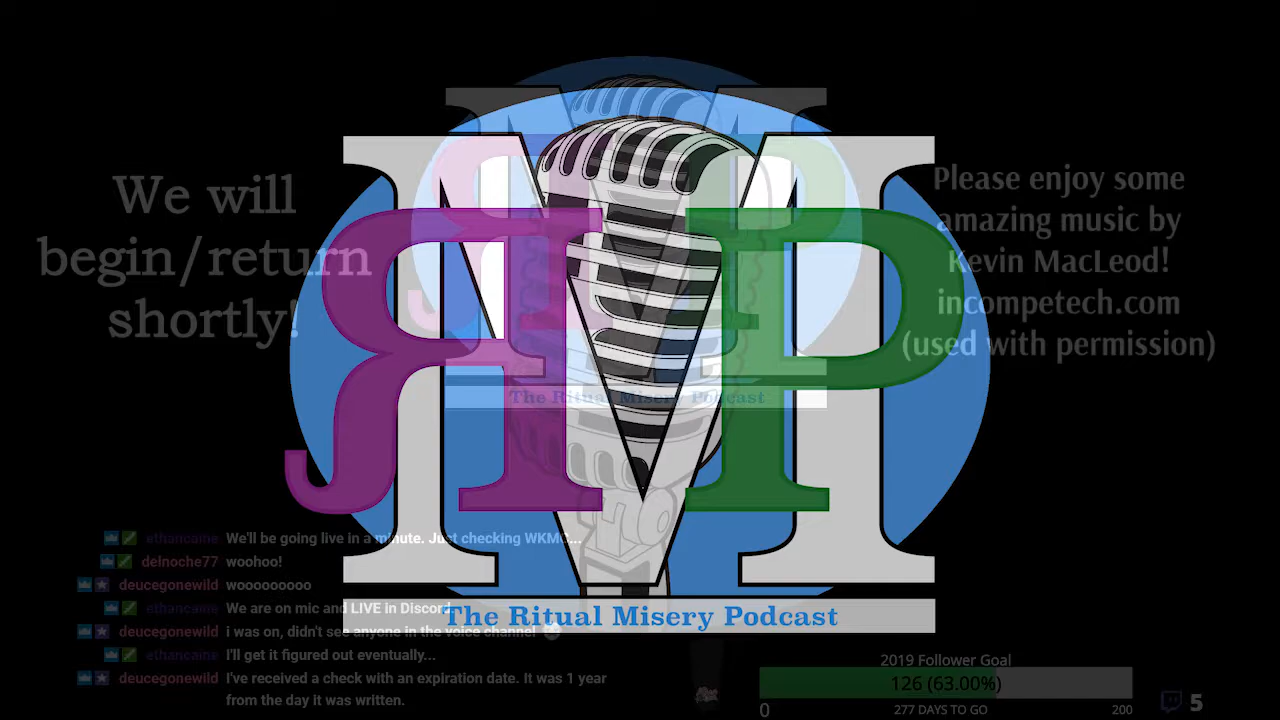 We will
begin/return
shortly!
Please enjoy some
amazing music by
Kevin MacLeod!
incompetech.com
(used with permission)
M
R P
The Ritual Misery Podcast
The Ritual Misery Podcast
ethancaine We'll be going live in a minute. Just checking WKMC...
delnoche77 woohoo!
deucegonewild wooooooooo
ethancaine We are on mic and LIVE in Discord
deucegonewild i was on, didn't see anyone in the voice channel
ethancaine I'll get it figured out eventually...
deucegonewild I've received a check with an expiration date. It was 1 year
from the day it was written.
2019 Follower Goal
126 (63.00%)
0 277 DAYS TO GO 200
5